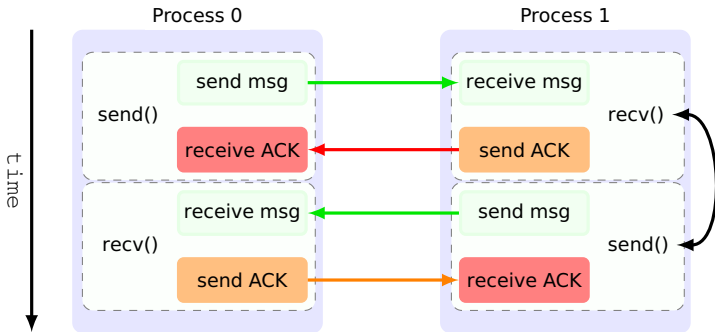 Process 0
Process 1
time
send()
send msg
receive ACK
receive msg
send ACK
recv()
recv()
receive msg
send ACK
send msg
receive ACK
send()